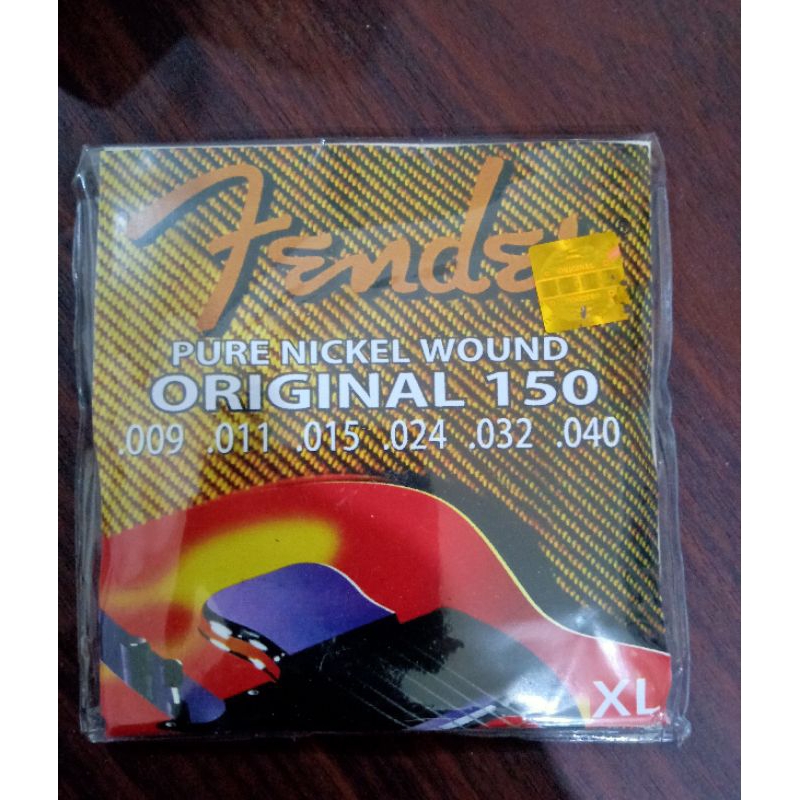 Fender
PURE NICKEL WOUND
ORIGINAL 150
.009 .011 .015 .024 .032 .040
XL